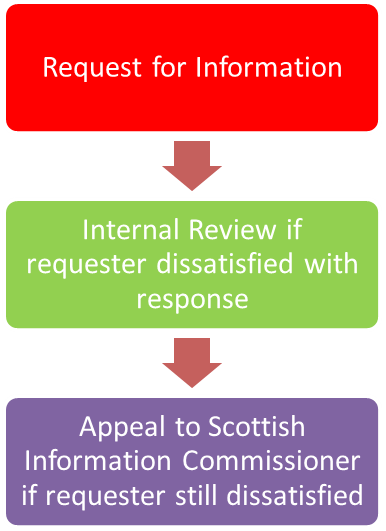 Request for Information
Internal Review if
requester dissatisfied with
response
Appeal to Scottish
Information Commissioner
if requester still dissatisfied